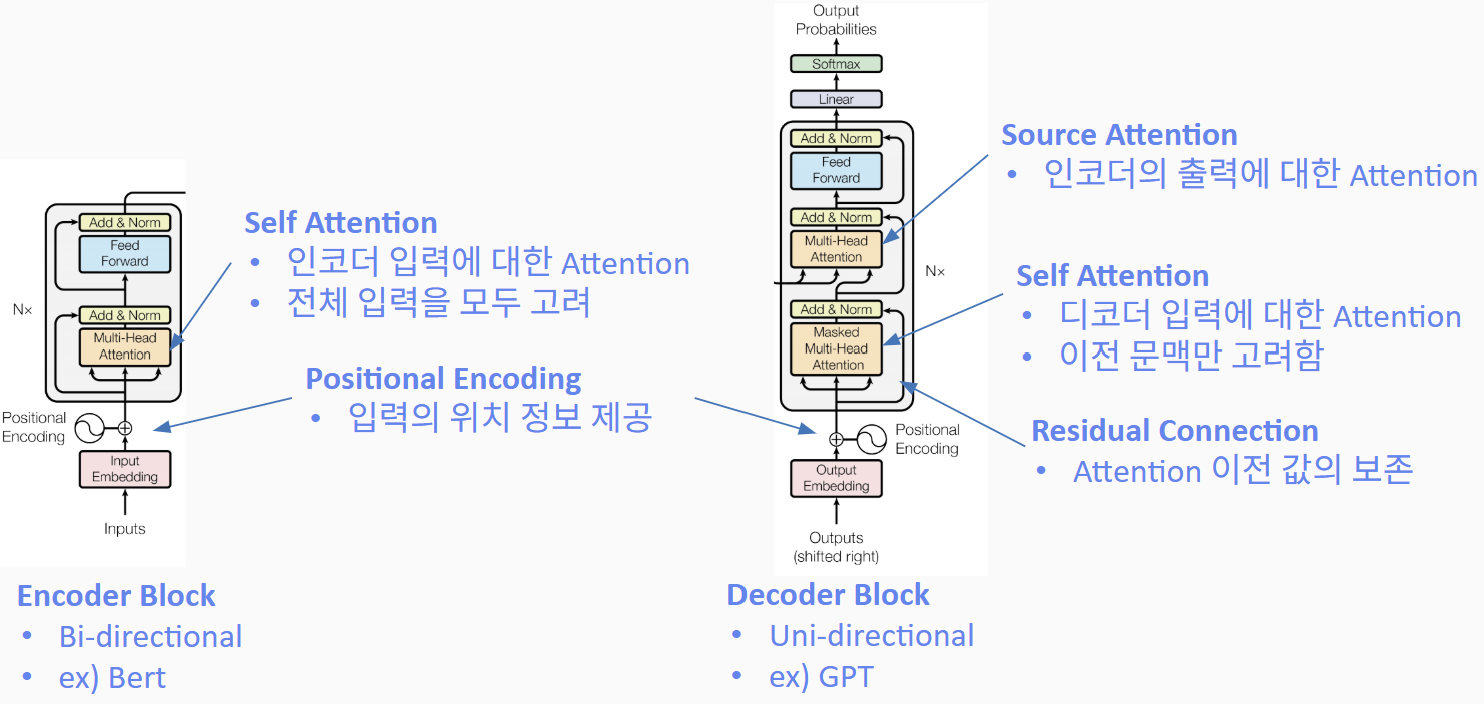 Add & Norm
Feed
Forward
Nx
Add & Norm
Multi-Head
Attention
Positional
Encoding
Input
Embedding
Inputs
Encoder Block
• Bi-directional
• ex) Bert
Self Attention
• 인코더 입력에 대한 Attention
• 전체 입력을 모두 고려
Positional Encoding
• 입력의 위치 정보 제공
Output
Probabilities
Softmax
Linear
Add & Norm
Feed
Forward
Add & Norm
Multi-Head
Attention
Nx
Add & Norm
Masked
Multi-Head
Attention
Positional
Encoding
Output
Embedding
Outputs
(shifted right)
Decoder Block
• Uni-directional
• ex) GPT
Source Attention
• 인코더의 출력에 대한 Attention
Self Attention
• 디코더 입력에 대한 Attention
• 이전 문맥만 고려함
Residual Connection
• Attention 이전 값의 보존